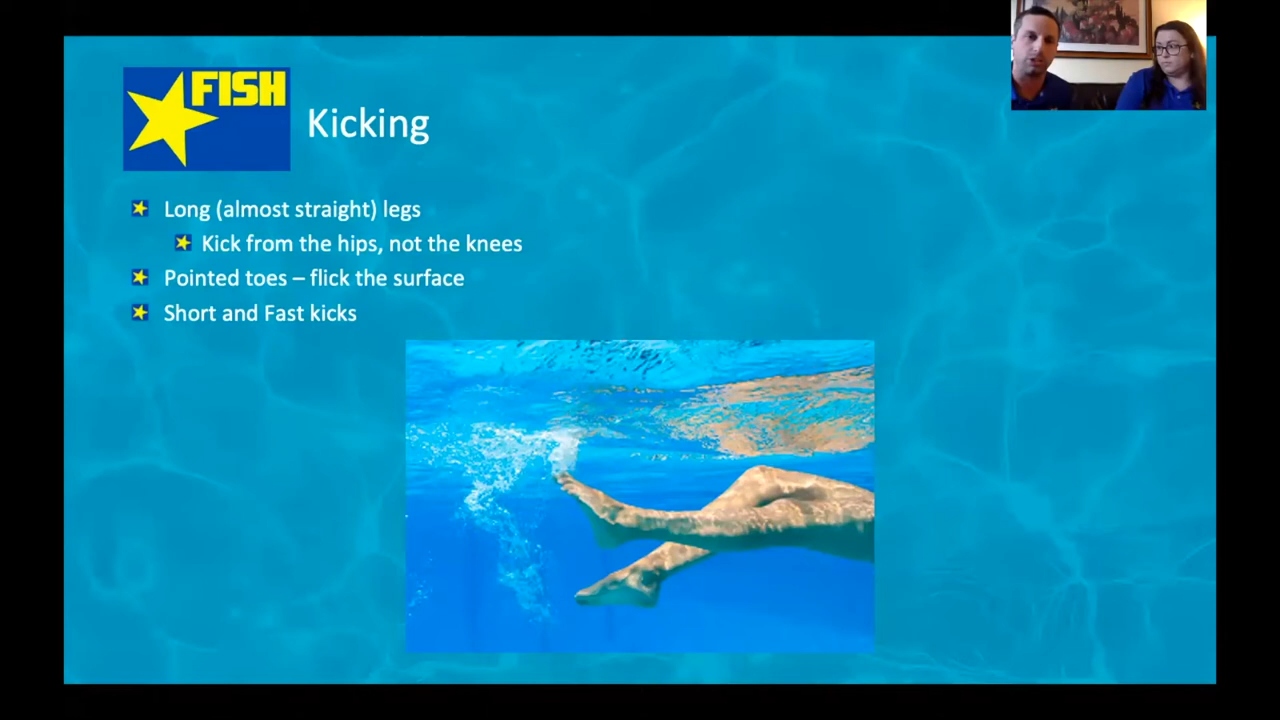 FISH
Kicking
Long (almost straight) legs
Kick from the hips, not the knees
Pointed toes – flick the surface
Short and Fast kicks